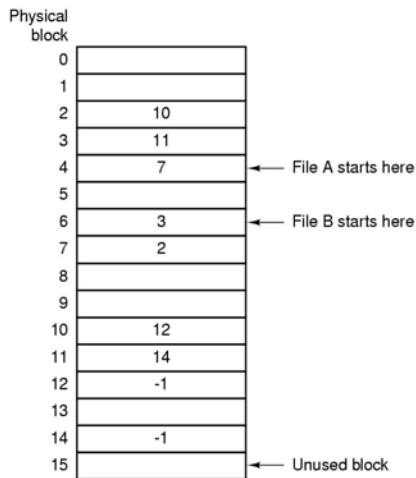 Physical
block
0
1
2 10
3 11
4 7 File A starts here
5
6 3 File B starts here
7 2
8
9
10 12
11 14
12 -1
13
14 -1
15 Unused block